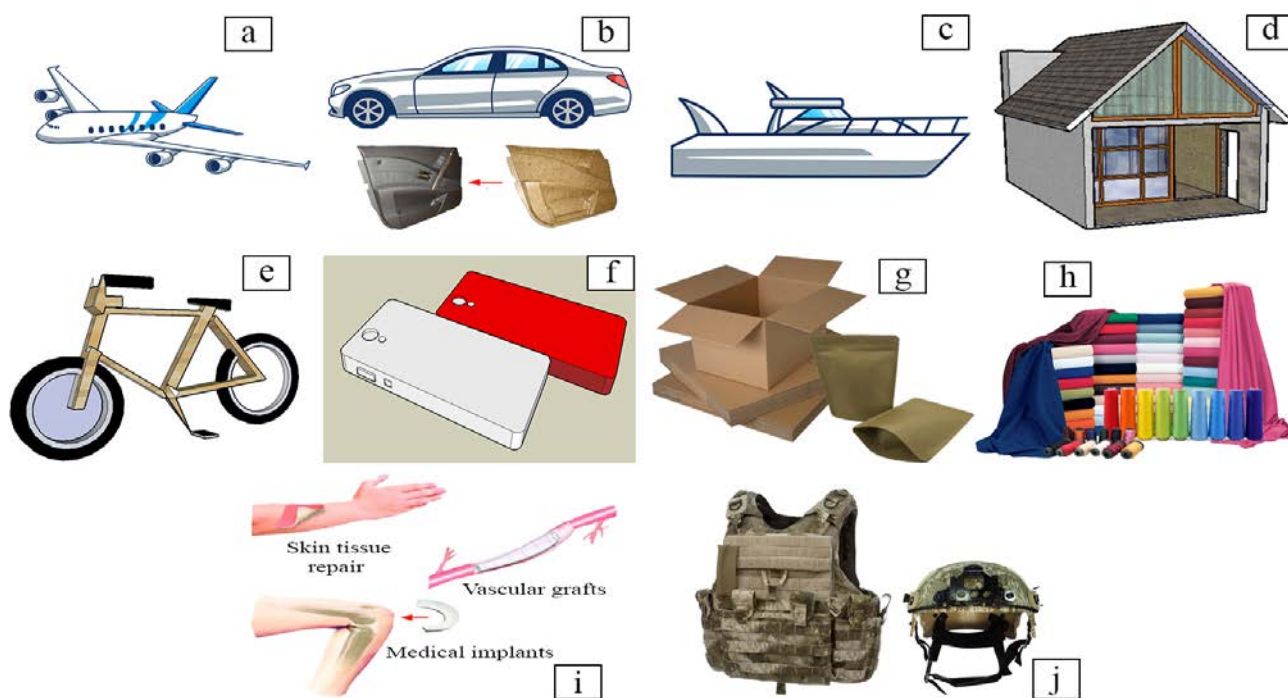 a
b
c
d
e
f
g
h
Skin tissue
repair
Vascular grafts
Medical implants
i
j